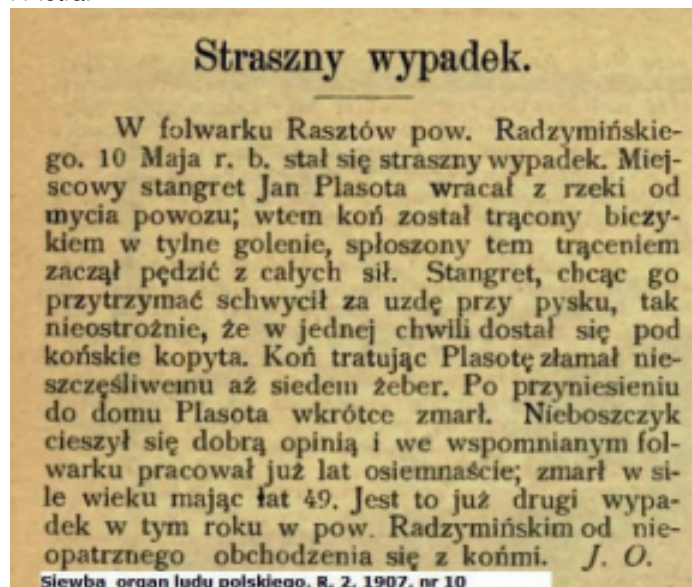 Straszny wypadek.
W folwarku Rasztów pow. Radzymińskie-
go. 10 Maja r. b. stał się straszny wypadek. Miej-
scowy stangret Jan Plasota wracał z rzeki od
mycia powozu; wtem koń został trącony biczy-
kiem w tylne golenie, spłoszony tem trąceniem
zaczął pędzić z całych sił. Stangret, chcąc go
przytrzymać schwycił za uzdę przy pysku, tak
nieostrożnie, że w jednej chwili dostał się pod
końskie kopyta. Koń tratując Plasotę złamał nie-
szczęśliwemu aż siedem żeber. Po przyniesieniu
do domu Plasota wkrótce zmarł. Nieboszczyk
cieszył się dobrą opinią i we wspomnianym fol-
warku pracował już lat osiemnaście; zmarł w si-
le wieku mając łat 49. Jest to już drugi wypa-
dek w tym roku w pow. Radzymińskim od nie-
opatrznego obchodzenia się z końmi. J. O.
Siewba organ ludu polskiego, R. 2, 1907, nr 10